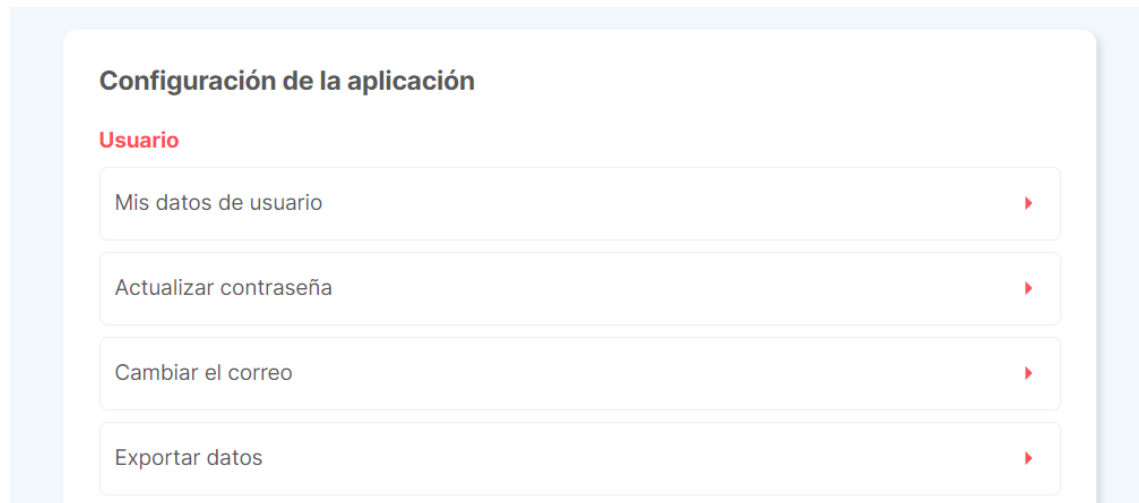 Configuración de la aplicación
Usuario
Mis datos de usuario
Actualizar contraseña
Cambiar el correo
Exportar datos